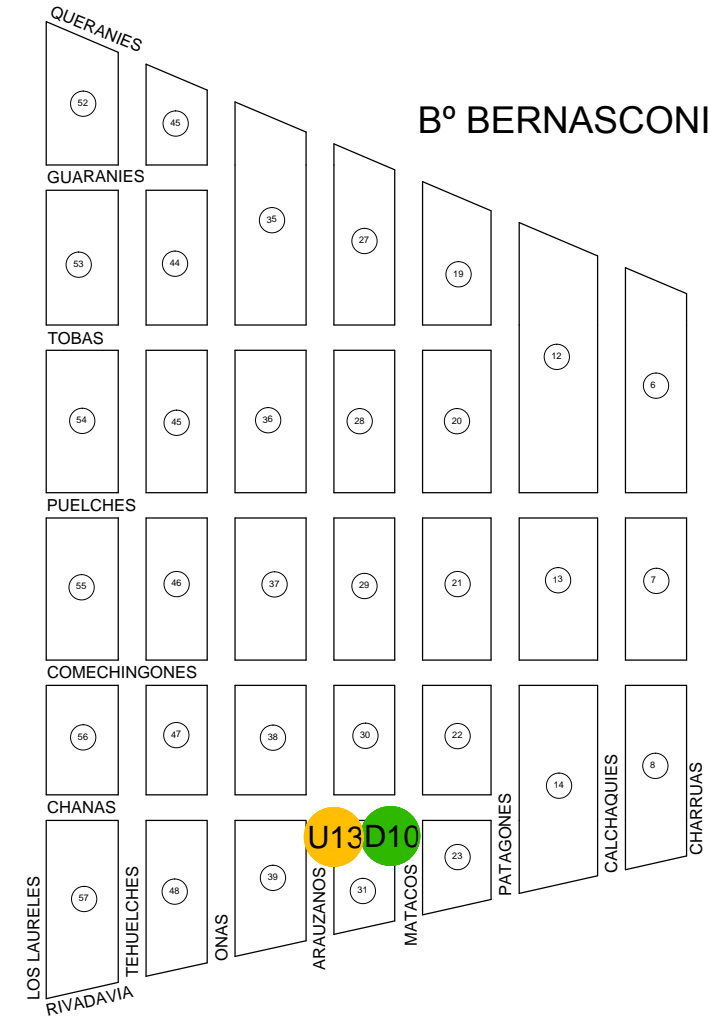 QUERANIES
Bº BERNASCONI
52
45
35
27
19
12
6
GUARANIES
53
44
TOBAS
54
45
36
28
20
PUELCHES
55
46
37
29
21
13
7
COMECHINGONES
56
47
38
30
22
14
8
CHANAS
U13
D10
57
48
39
31
23
LOS LAURELES
TEHUELCHES
ONAS
ARAUZANOS
MATACOS
PATAGONES
CALCHAQUIES
CHARRUAS
RIVADAVIA